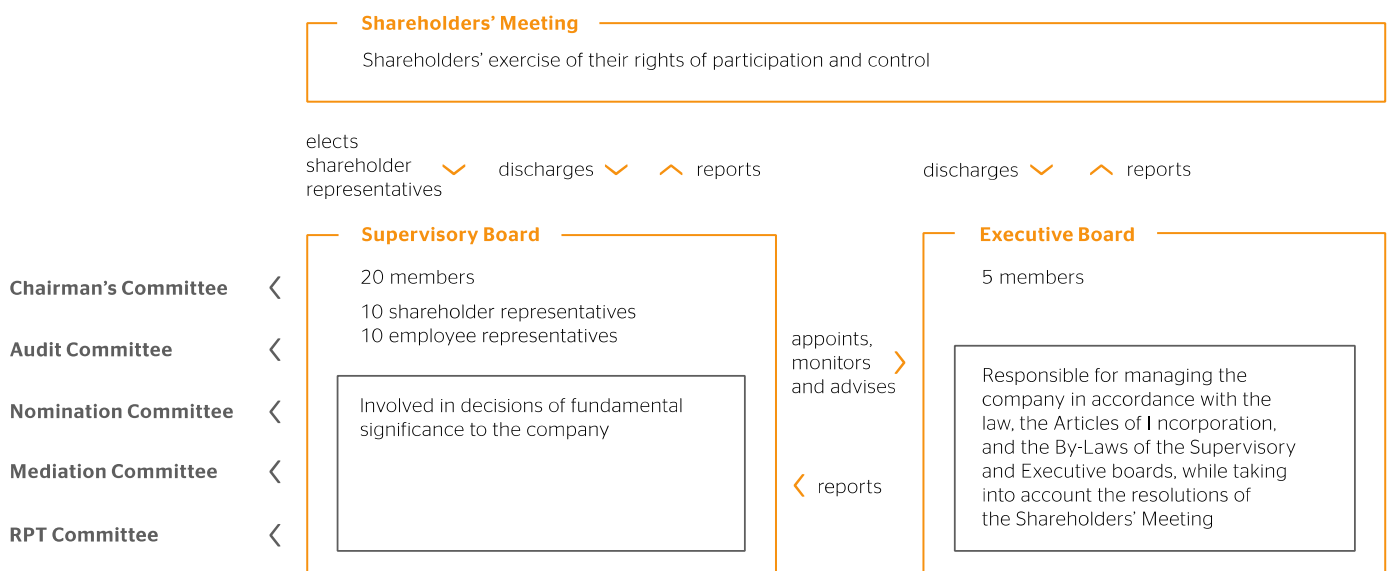 Shareholders’ Meeting
Shareholders’ exercise of their rights of participation and control
elects
shareholder
representatives
discharges
reports
discharges
reports
Chairman’s Committee
Audit Committee
Nomination Committee
Mediation Committee
RPT Committee
Supervisory Board
20 members
10 shareholder representatives
10 employee representatives
Involved in decisions of fundamental
significance to the company
appoints,
monitors
and advises
reports
Executive Board
5 members
Responsible for managing the
company in accordance with the
law, the Articles of I ncorporation,
and the By-Laws of the Supervisory
and Executive boards, while taking
into account the resolutions of
the Shareholders’ Meeting